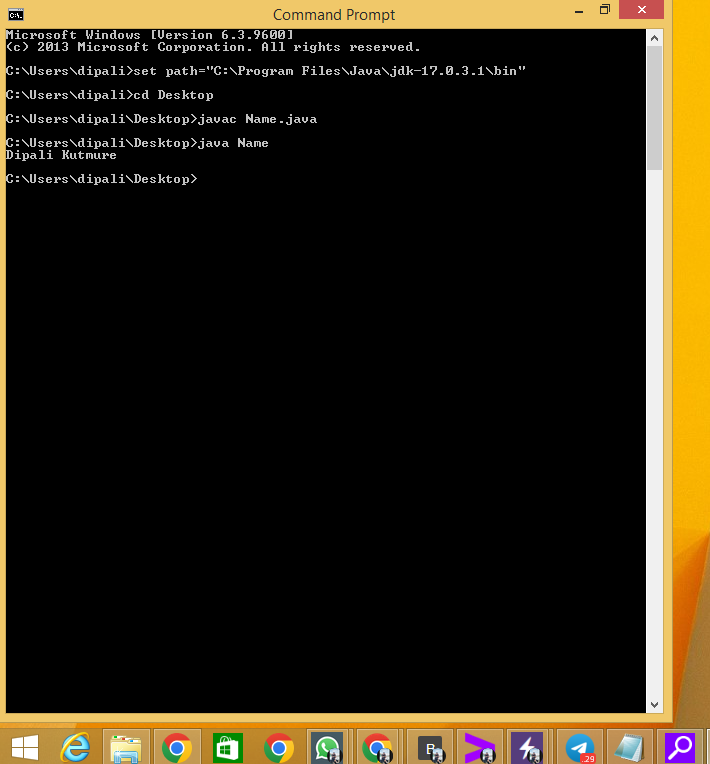 Command Prompt
Microsoft Windows [Version 6.3.9600]
(c) 2013 Microsoft Corporation. All rights reserved.
C:\Users\dipali>set path="C:\Program Files\Java\jdk-17.0.3.1\bin"
C:\Users\dipali>cd Desktop
C:\Users\dipali\Desktop>javac Name.java
C:\Users\dipali\Desktop>java Name
Dipali Kutmure
C:\Users\dipali\Desktop>
B
29